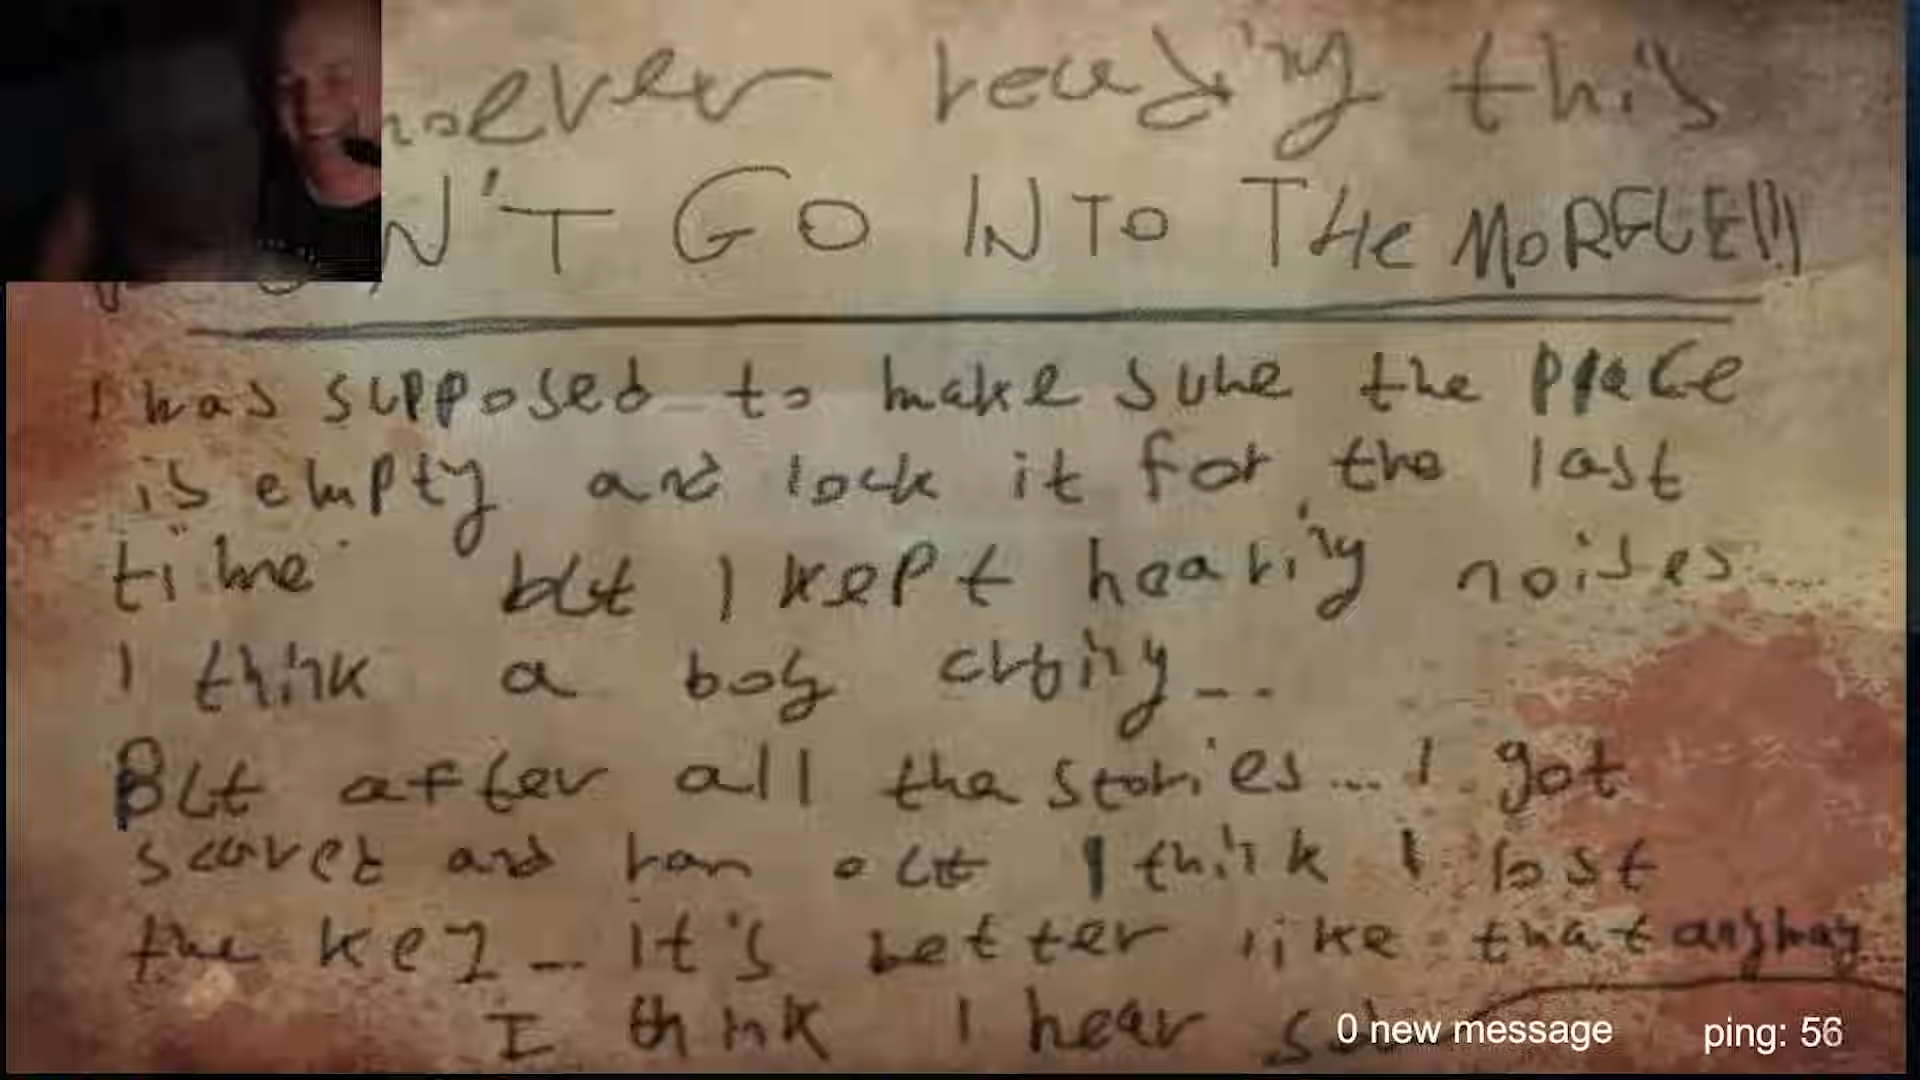 hoever reading this
N'T GO INTO THE MORGUE!!!
I was supposed to make sure the place
is empty and lock it for the last
time but I kept hearing noises....
I think a boy crying...
But after all the stories... I got
scared and ran out I think I lost
the key... it's better like that anyway
I think I hear so
0 new message ping: 56